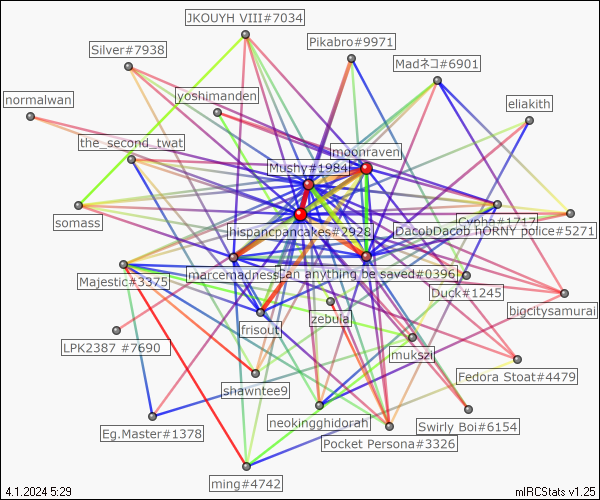 JKOUYH VIII#7034
Pikabro#9971
Silver#7938
Madネコ#6901
normalwan
yoshimanden
eliakith
the_second_twat
moonraven
Mushy#1984
somass
Cynba#1717
DacobDacob hORNY police#5271
hispancpancakes#2928
marcemadness
can anything be saved#0396
Majestic#3375
Duck#1245
bigcitysamurai
frisout
zebula
LPK2387 #7690
mukszi
shawntee9
Fedora Stoat#4479
neokingghidorah
Swirly Boi#6154
Eg.Master#1378
Pocket Persona#3326
ming#4742
4.1.2024 5:29
mIRCStats v1.25